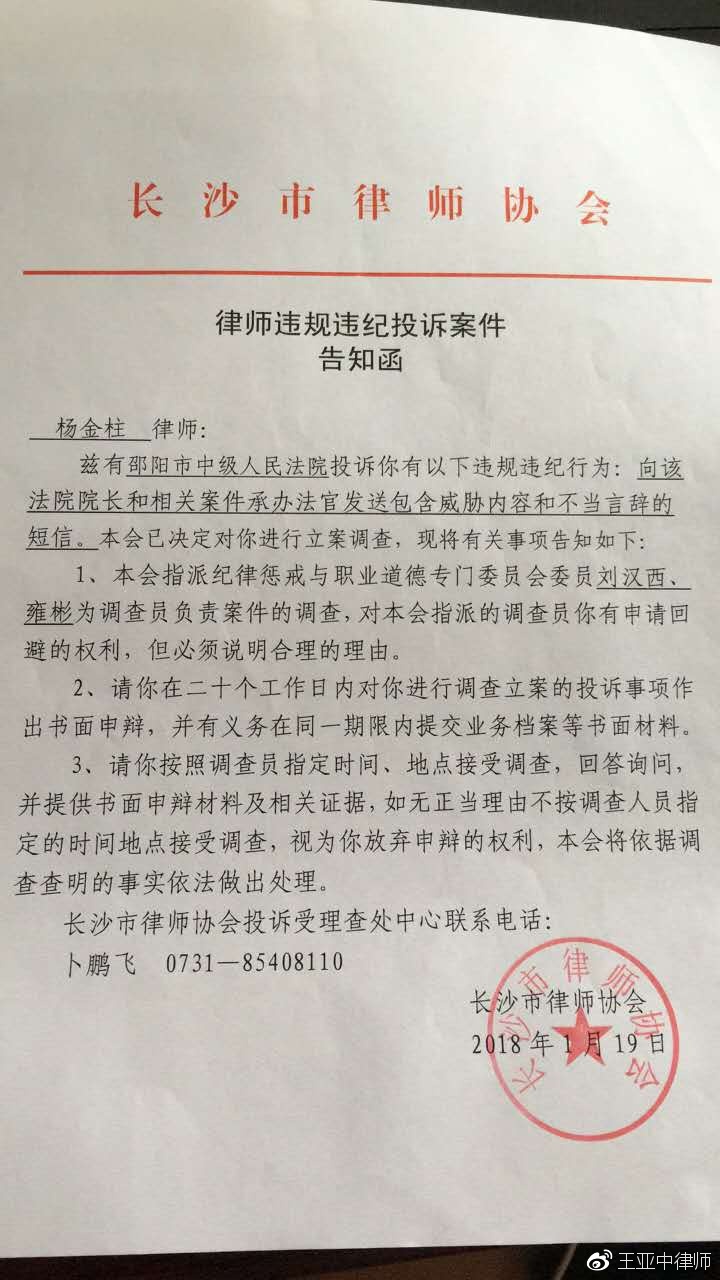 长沙市律师协会
律师违规违纪投诉案件
告知函
杨金柱 律师：
兹有邵阳市中级人民法院投诉你有以下违规违纪行为：向该
法院院长和相关案件承办法官发送包含威胁内容和不当言辞的
短信。本会已决定对你进行立案调查，现将有关事项告知如下：
1、本会指派纪律惩戒与职业道德专门委员会委员刘汉西、
雍彬为调查员负责案件的调查，对本会指派的调查员你有申请回
避的权利，但必须说明合理的理由。
2、请你在二十个工作日内对你进行调查立案的投诉事项作
出书面申辩，并有义务在同一期限内提交业务档案等书面材料。
3、请你按照调查员指定时间、地点接受调查，回答询问，
并提供书面申辩材料及相关证据，如无正当理由不按调查人员指
定的时间地点接受调查，视为你放弃申辩的权利，本会将依据调
查查明的事实依法做出处理。
长沙市律师协会投诉受理查处中心联系电话：
卜鹏飞 0731—85408110
长沙市律师协会
2018年1月19日
长沙市律师协会
王亚中律师